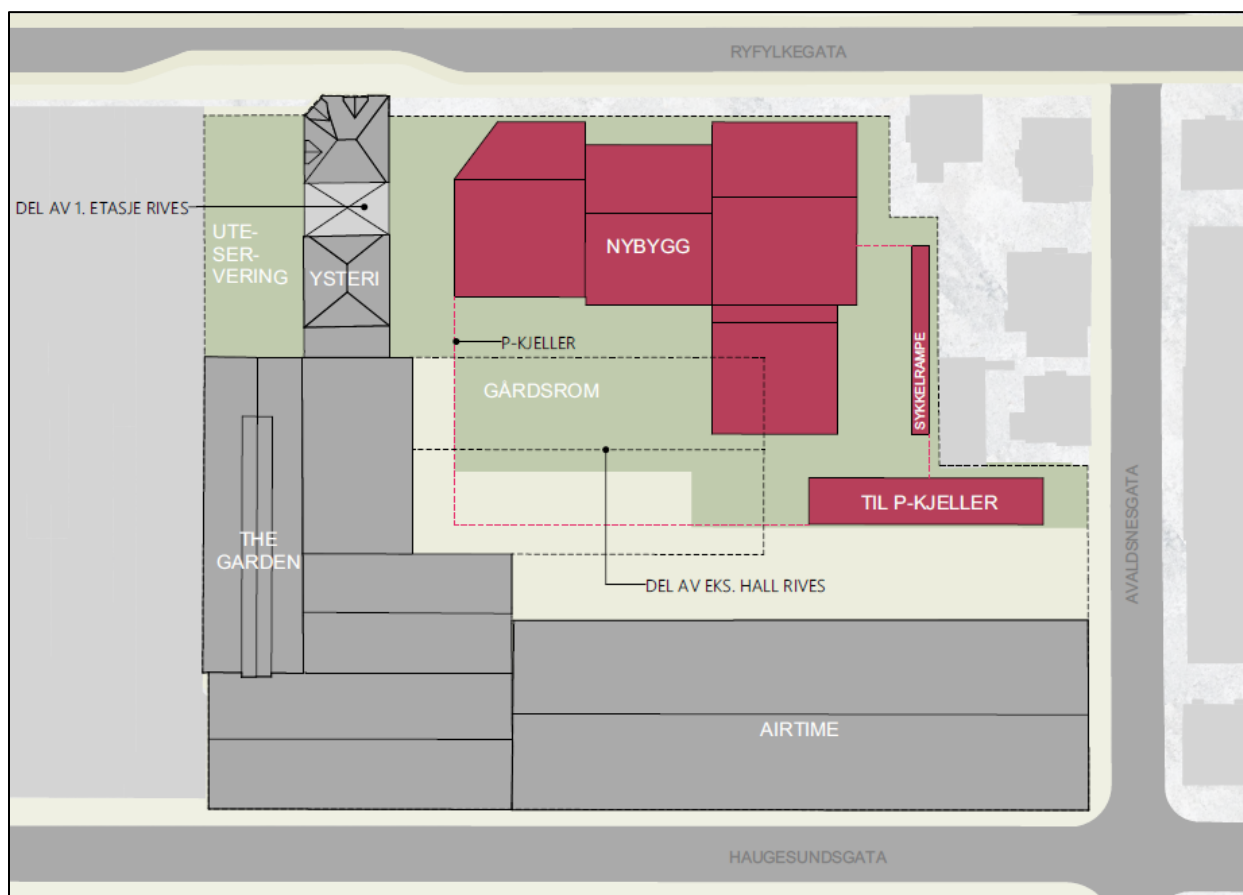 RYFYLKEGATA
DEL AV 1. ETASJE RIVES
UTE-
SER-
VERING
YSTERI
NYBYGG
P-KJELLER
GÅRDSROM
SYKKELRAMPE
TIL P-KJELLER
THE
GARDEN
DEL AV EKS. HALL RIVES
AVALDSNESGATA
AIRTIME
HAUGESUNDSGATA